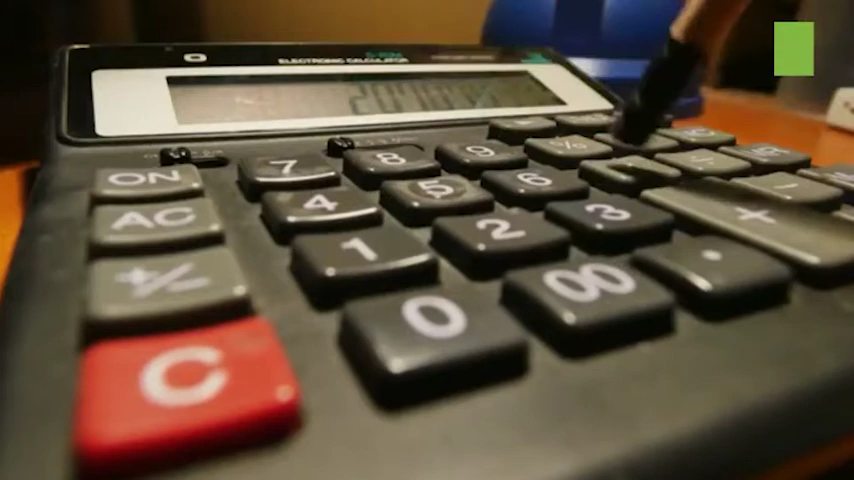 ELECTRONIC CALCULATOR
ON 7 8 9 %
AC 4 5 6
+/- 1 2 3 +
C 0 00 .